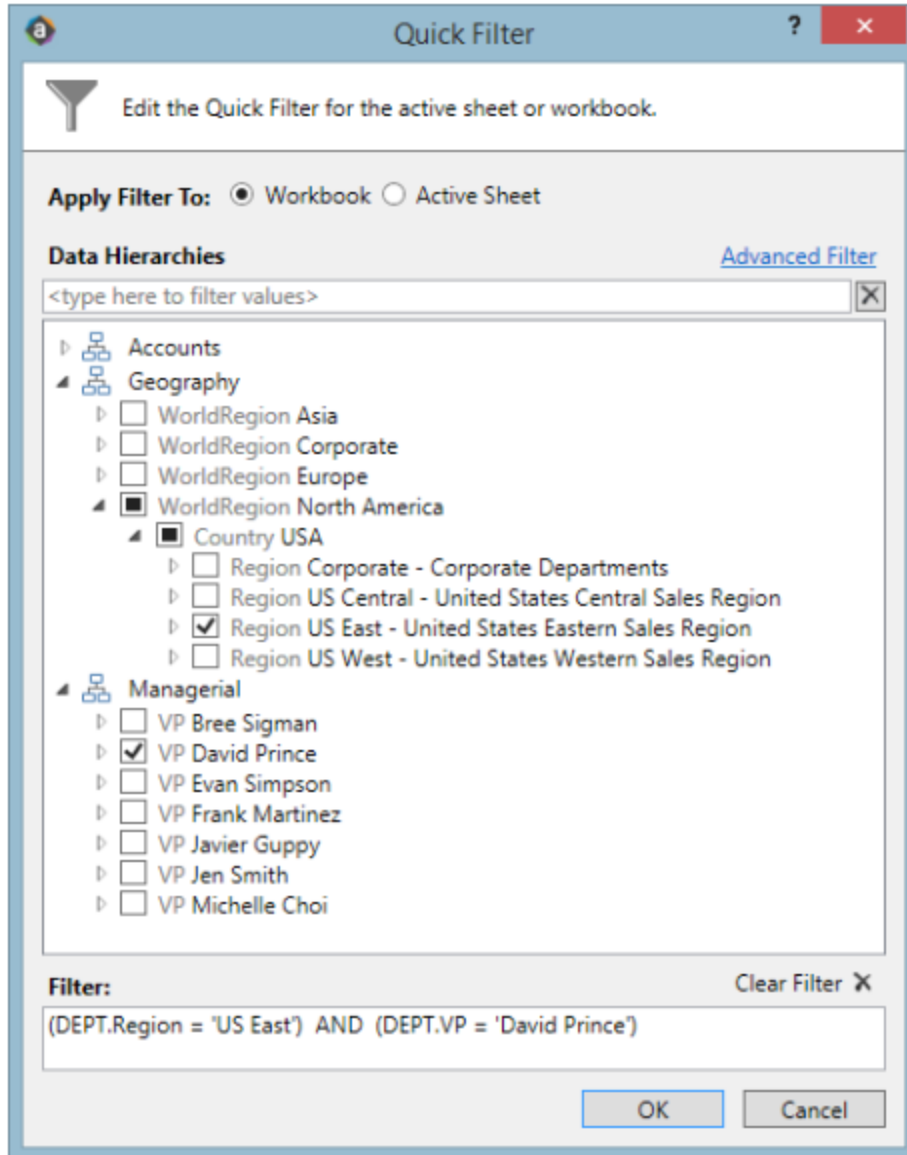 a
Quick Filter
?
Edit the Quick Filter for the active sheet or workbook.
Apply Filter To: Workbook Active Sheet
Data Hierarchies Advanced Filter
<type here to filter values>
Accounts
Geography
WorldRegion Asia
WorldRegion Corporate
WorldRegion Europe
WorldRegion North America
Country USA
Region Corporate - Corporate Departments
Region US Central - United States Central Sales Region
Region US East - United States Eastern Sales Region
Region US West - United States Western Sales Region
Managerial
VP Bree Sigman
VP David Prince
VP Evan Simpson
VP Frank Martinez
VP Javier Guppy
VP Jen Smith
VP Michelle Choi
Filter: Clear Filter
(DEPT.Region = 'US East')  AND  (DEPT.VP = 'David Prince')
OK Cancel